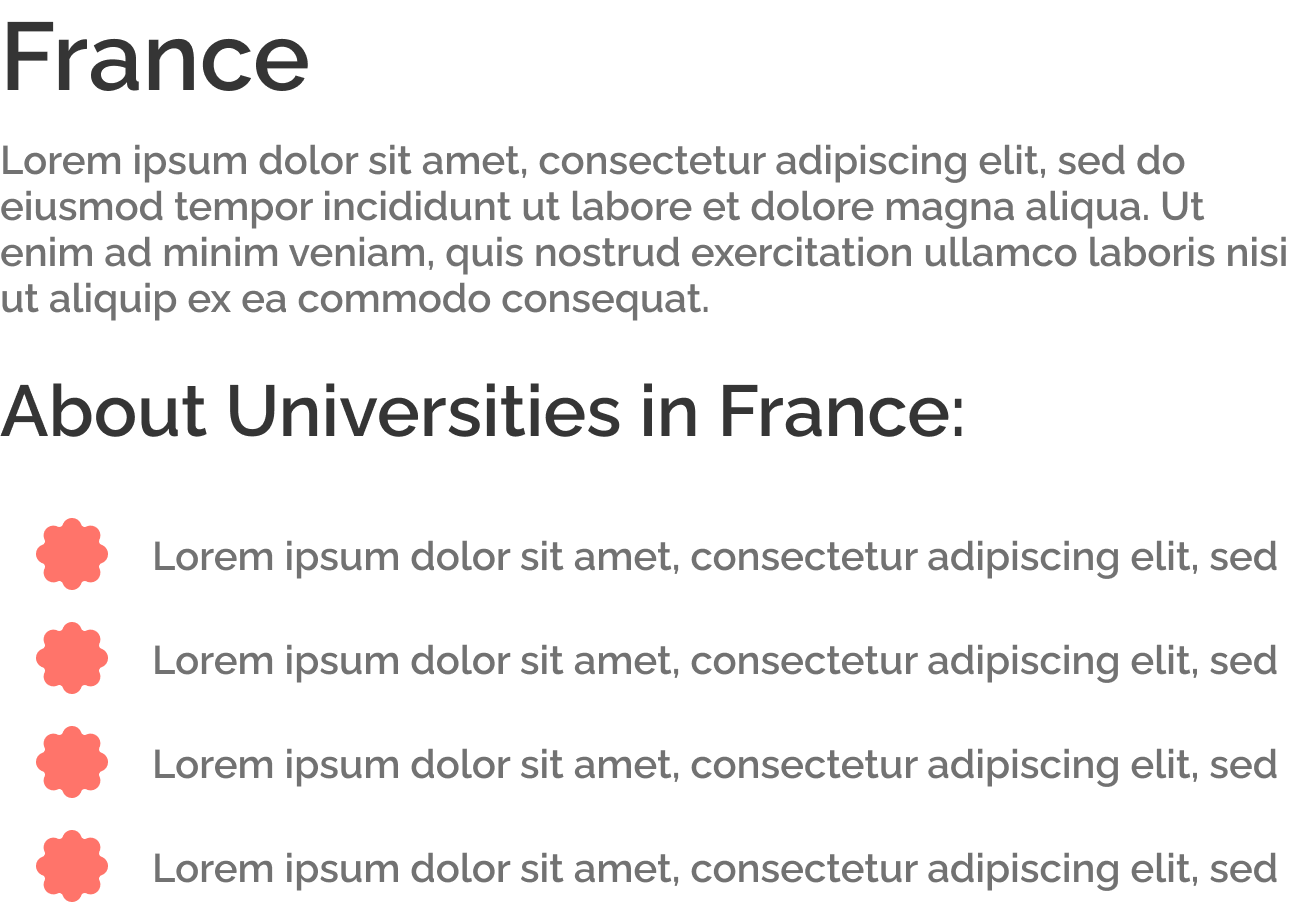 France
Lorem ipsum dolor sit amet, consectetur adipiscing elit, sed do
eiusmod tempor incididunt ut labore et dolore magna aliqua. Ut
enim ad minim veniam, quis nostrud exercitation ullamco laboris nisi
ut aliquip ex ea commodo consequat.
About Universities in France:
Lorem ipsum dolor sit amet, consectetur adipiscing elit, sed
Lorem ipsum dolor sit amet, consectetur adipiscing elit, sed
Lorem ipsum dolor sit amet, consectetur adipiscing elit, sed
Lorem ipsum dolor sit amet, consectetur adipiscing elit, sed